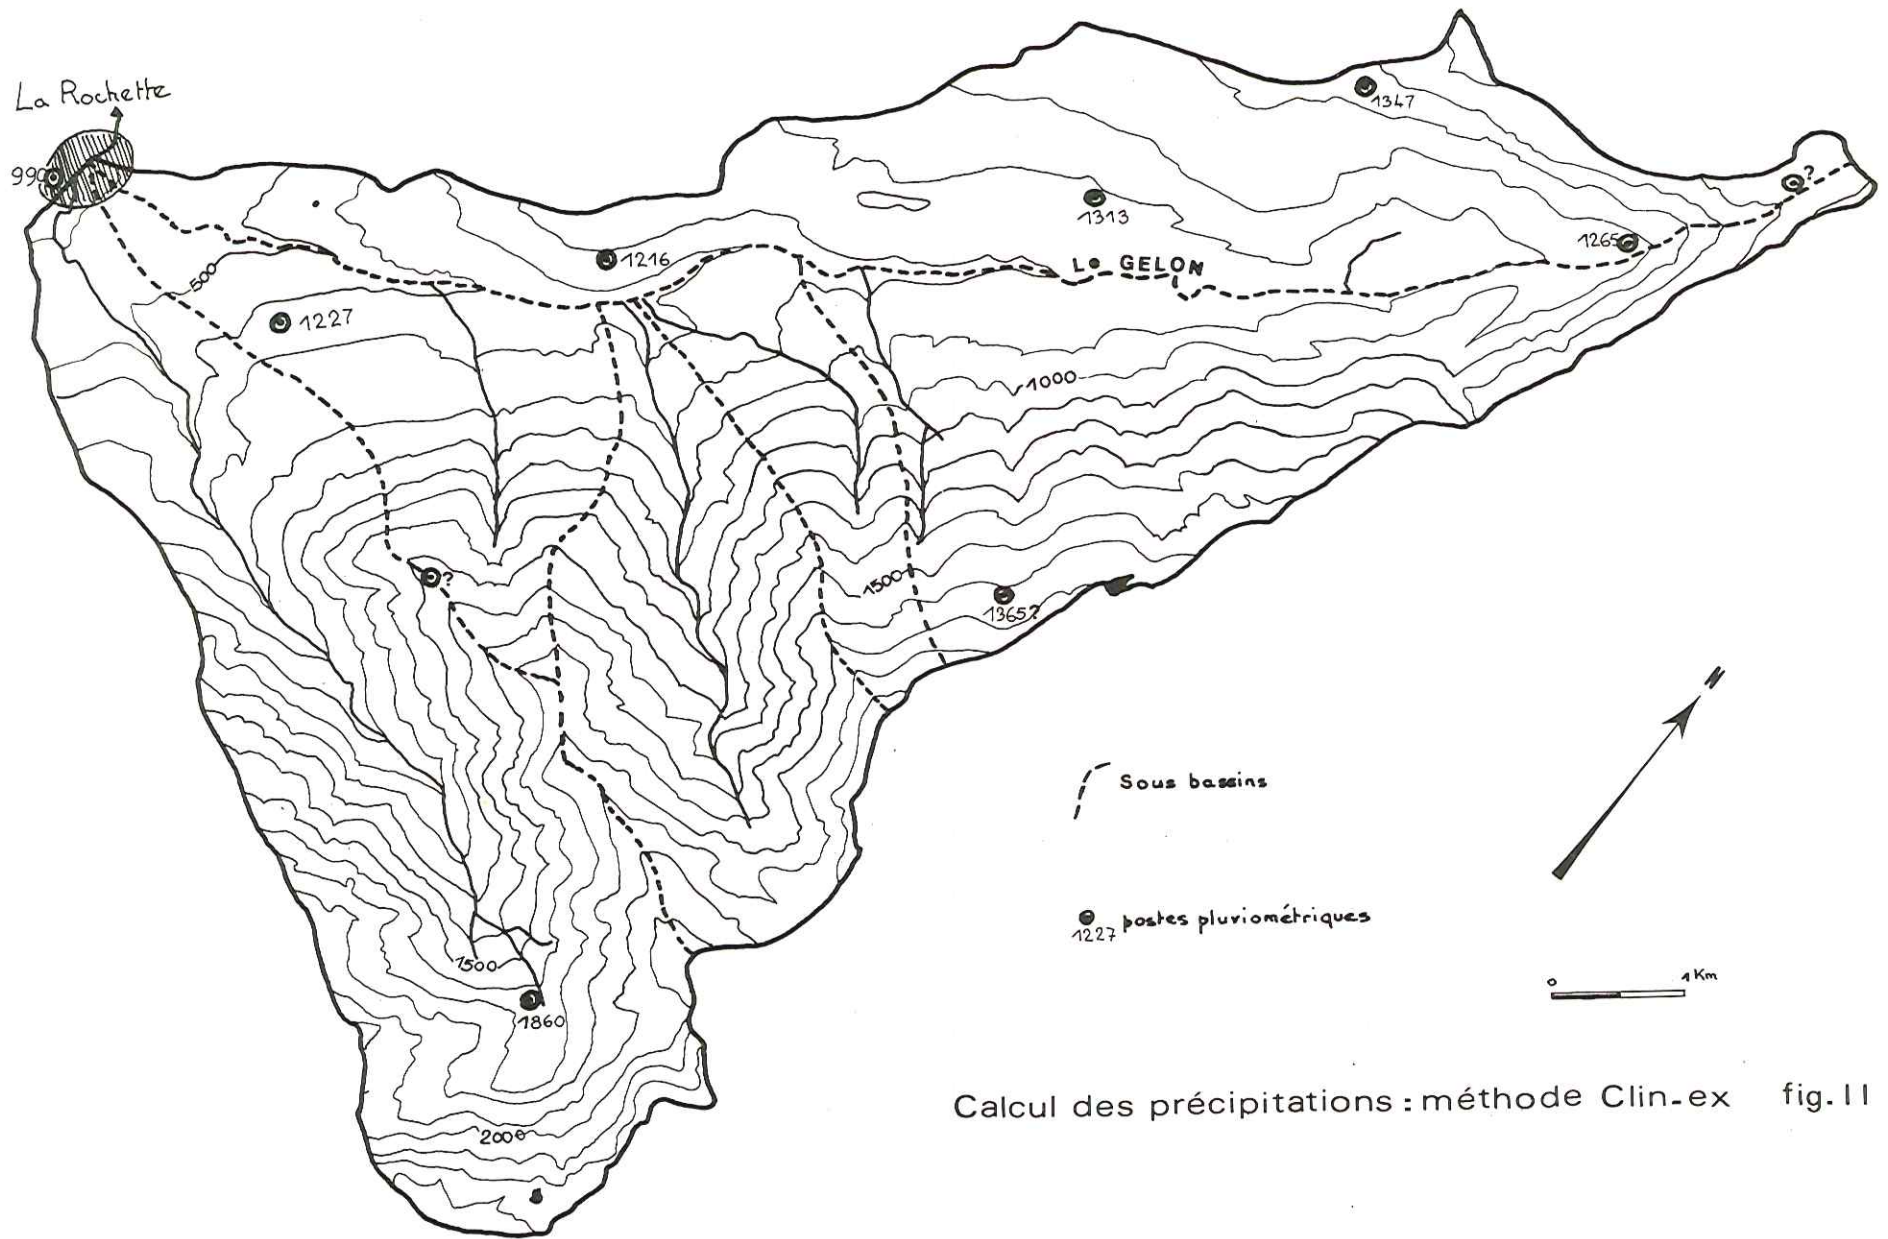 La Rochette
1347
990
?
1313
1265
1216
Le GELON
500
1227
1000
?
1500
1365?
N
Sous bassins
postes pluviométriques
1227
1500
0
1 Km
1860
Calcul des précipitations : méthode Clin-ex fig. 11
2000